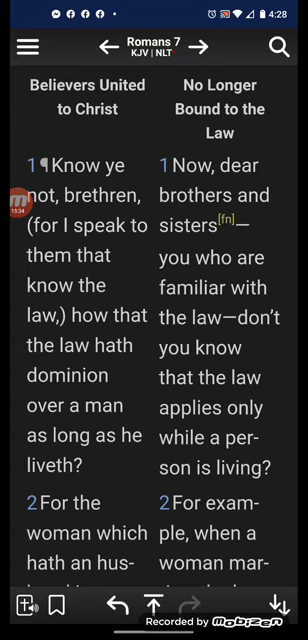 4:28
Romans 7
KJV | NLT
Believers United
to Christ
1¶Know ye
not, brethren,
(for I speak to
them that
know the
law,) how that
the law hath
dominion
over a man
as long as he
liveth?
2 For the
woman which
hath an hus-
No Longer
Bound to the
Law
1 Now, dear
brothers and
sisters[fn]—
you who are
familiar with
the law—don't
you know
that the law
applies only
while a per-
son is living?
2 For exam-
ple, when a
woman mar-
15:34
Recorded by mobizen